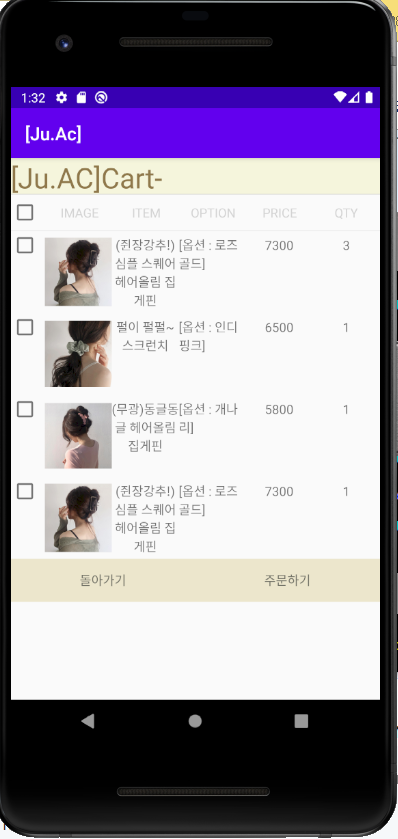 1:32
[Ju.Ac]
[Ju.AC]Cart-
IMAGE ITEM OPTION PRICE QTY
(쥔장강추!) [옵션 : 로즈 7300 3
심플 스퀘어 골드]
헤어올림 집
게핀
펄이 펄펄~ [옵션 : 인디 6500 1
스크런치 핑크]
(무광)동글동 [옵션 : 개나 5800 1
글 헤어올림 리]
집게핀
(쥔장강추!) [옵션 : 로즈 7300 1
심플 스퀘어 골드]
헤어올림 집
게핀
돌아가기 주문하기